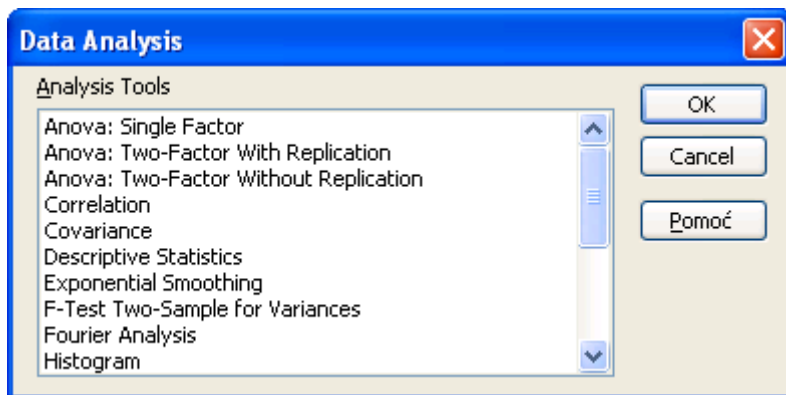 Data Analysis
Analysis Tools
Anova: Single Factor
Anova: Two-Factor With Replication
Anova: Two-Factor Without Replication
Correlation
Covariance
Descriptive Statistics
Exponential Smoothing
F-Test Two-Sample for Variances
Fourier Analysis
Histogram
OK
Cancel
Pomoć